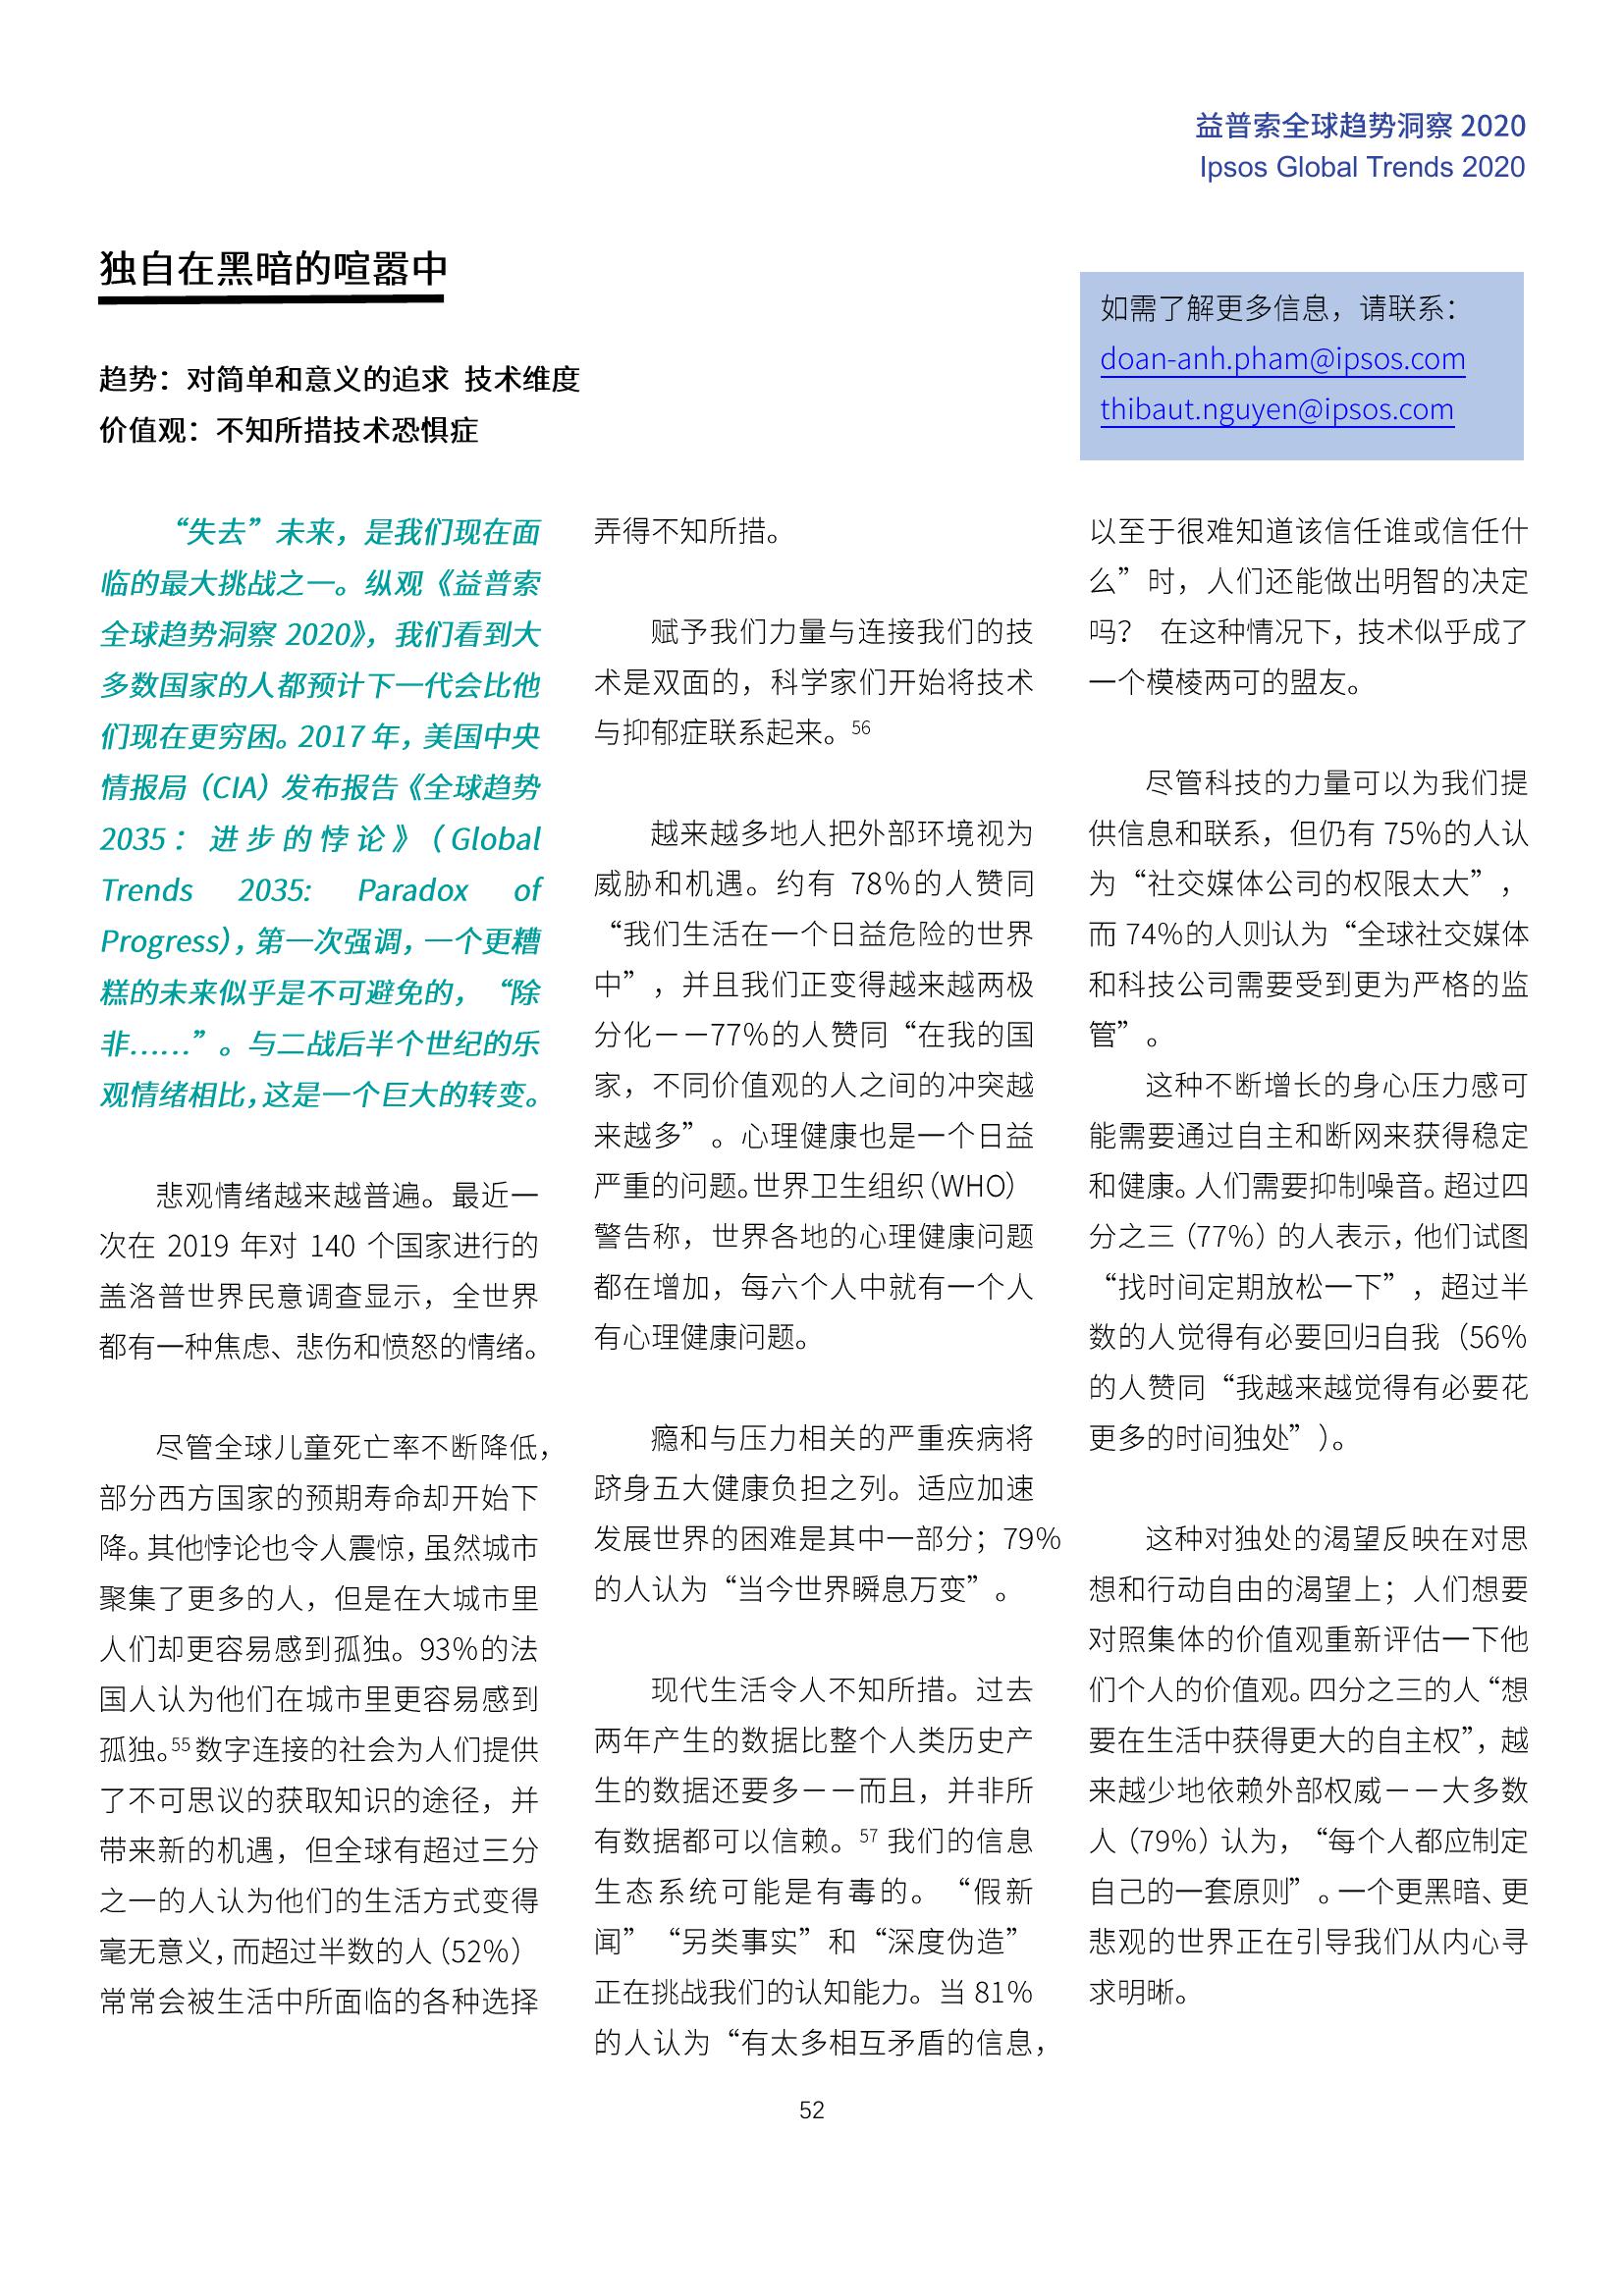 益普索全球趋势洞察 2020
Ipsos Global Trends 2020
独自在黑暗的喧嚣中
趋势：对简单和意义的追求 技术维度
价值观：不知所措技术恐惧症
如需了解更多信息，请联系：
doan-anh.pham@ipsos.com
thibaut.nguyen@ipsos.com
“失去”未来，是我们现在面
临的最大挑战之一。纵观《益普索
全球趋势洞察 2020》，我们看到大
多数国家的人都预计下一代会比他
们现在更穷困。2017 年，美国中央
情报局（CIA）发布报告《全球趋势
2035：进步的悖论》（Global
Trends 2035: Paradox of
Progress），第一次强调，一个更糟
糕的未来似乎是不可避免的，“除
非……”。与二战后半个世纪的乐
观情绪相比，这是一个巨大的转变。
悲观情绪越来越普遍。最近一
次在 2019 年对 140 个国家进行的
盖洛普世界民意调查显示，全世界
都有一种焦虑、悲伤和愤怒的情绪。
尽管全球儿童死亡率不断降低，
部分西方国家的预期寿命却开始下
降。其他悖论也令人震惊，虽然城市
聚集了更多的人，但是在大城市里
人们却更容易感到孤独。93%的法
国人认为他们在城市里更容易感到
孤独。55 数字连接的社会为人们提供
了不可思议的获取知识的途径，并
带来新的机遇，但全球有超过三分
之一的人认为他们的生活方式变得
毫无意义，而超过半数的人（52%）
常常会被生活中所面临的各种选择
弄得不知所措。
赋予我们力量与连接我们的技
术是双面的，科学家们开始将技术
与抑郁症联系起来。56
越来越多地人把外部环境视为
威胁和机遇。约有 78%的人赞同
“我们生活在一个日益危险的世界
中”，并且我们正变得越来越两极
分化——77%的人赞同“在我的国
家，不同价值观的人之间的冲突越
来越多”。心理健康也是一个日益
严重的问题。世界卫生组织（WHO）
警告称，世界各地的心理健康问题
都在增加，每六个人中就有一个人
有心理健康问题。
瘾和与压力相关的严重疾病将
跻身五大健康负担之列。适应加速
发展世界的困难是其中一部分；79%
的人认为“当今世界瞬息万变”。
现代生活令人不知所措。过去
两年产生的数据比整个人类历史产
生的数据还要多——而且，并非所
有数据都可以信赖。57 我们的信息
生态系统可能是有毒的。“假新
闻”“另类事实”和“深度伪造”
正在挑战我们的认知能力。当 81%
的人认为“有太多相互矛盾的信息，
以至于很难知道该信任谁或信任什
么”时，人们还能做出明智的决定
吗？ 在这种情况下，技术似乎成了
一个模棱两可的盟友。
尽管科技的力量可以为我们提
供信息和联系，但仍有 75%的人认
为“社交媒体公司的权限太大”，
而 74%的人则认为“全球社交媒体
和科技公司需要受到更为严格的监
管”。
这种不断增长的身心压力感可
能需要通过自主和断网来获得稳定
和健康。人们需要抑制噪音。超过四
分之三（77%）的人表示，他们试图
“找时间定期放松一下”，超过半
数的人觉得有必要回归自我（56%
的人赞同“我越来越觉得有必要花
更多的时间独处”）。
这种对独处的渴望反映在对思
想和行动自由的渴望上；人们想要
对照集体的价值观重新评估一下他
们个人的价值观。四分之三的人“想
要在生活中获得更大的自主权”，越
来越少地依赖外部权威——大多数
人（79%）认为，“每个人都应制定
自己的一套原则”。一个更黑暗、更
悲观的世界正在引导我们从内心寻
求明晰。
52